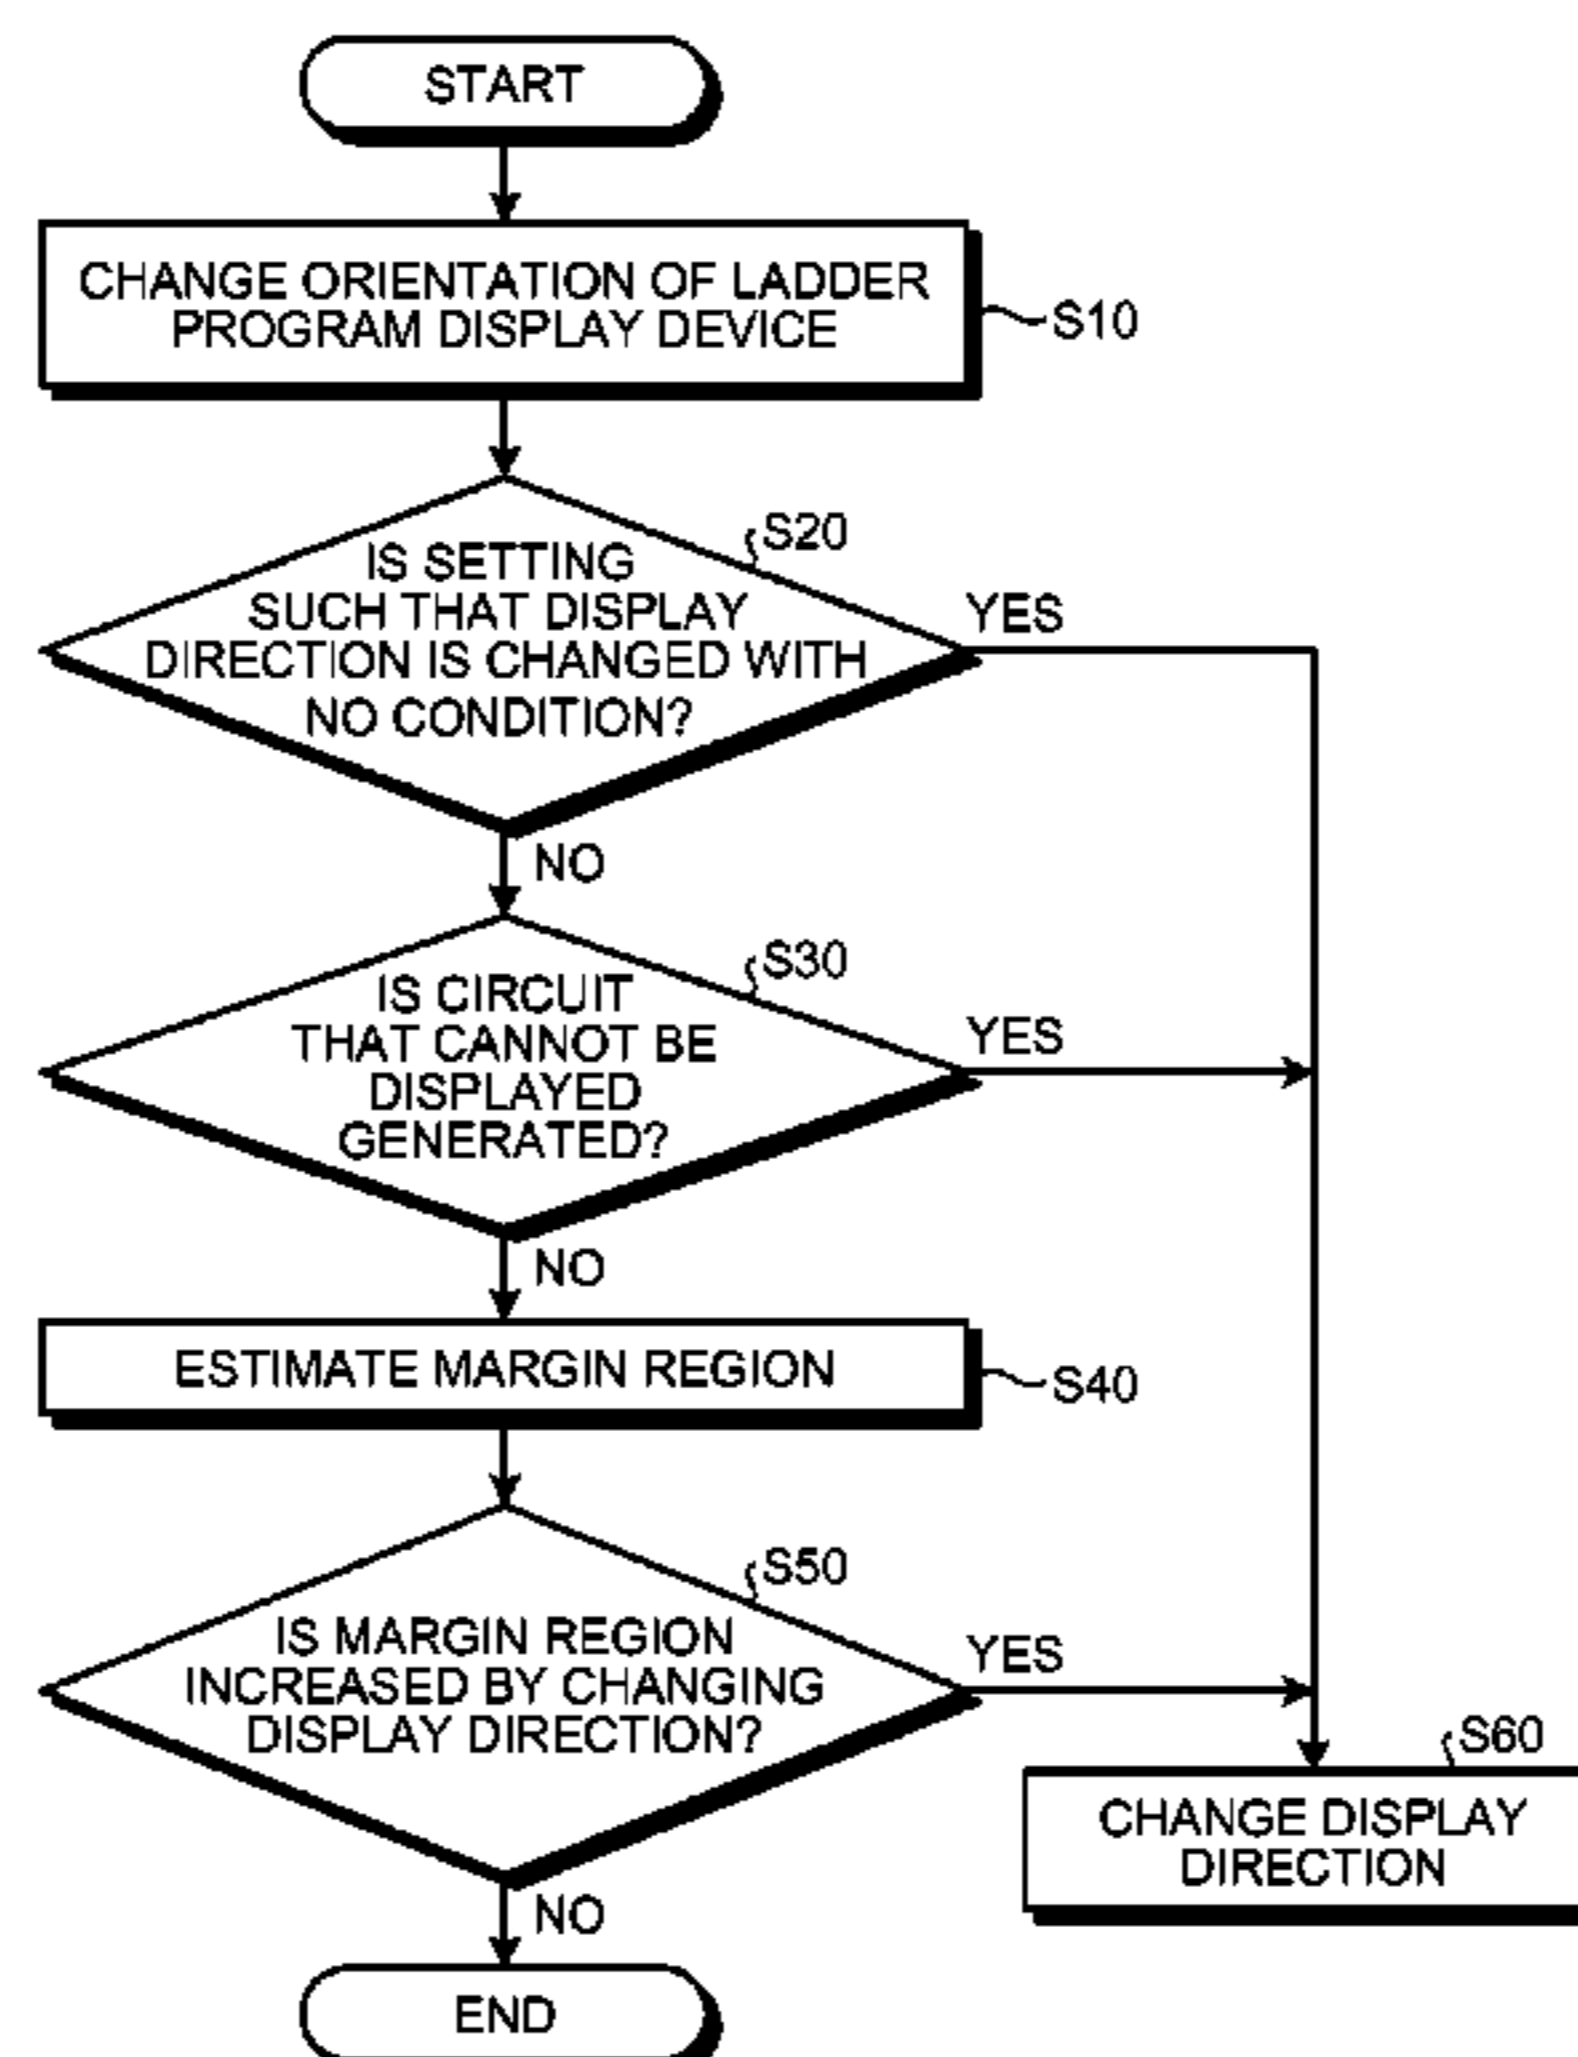 START
CHANGE ORIENTATION OF LADDER
PROGRAM DISPLAY DEVICE
S10
S20
IS SETTING
SUCH THAT DISPLAY
DIRECTION IS CHANGED WITH
NO CONDITION?
YES
NO
S30
IS CIRCUIT
THAT CANNOT BE
DISPLAYED
GENERATED?
YES
NO
ESTIMATE MARGIN REGION
S40
S50
IS MARGIN REGION
INCREASED BY CHANGING
DISPLAY DIRECTION?
YES
S60
CHANGE DISPLAY
DIRECTION
NO
END